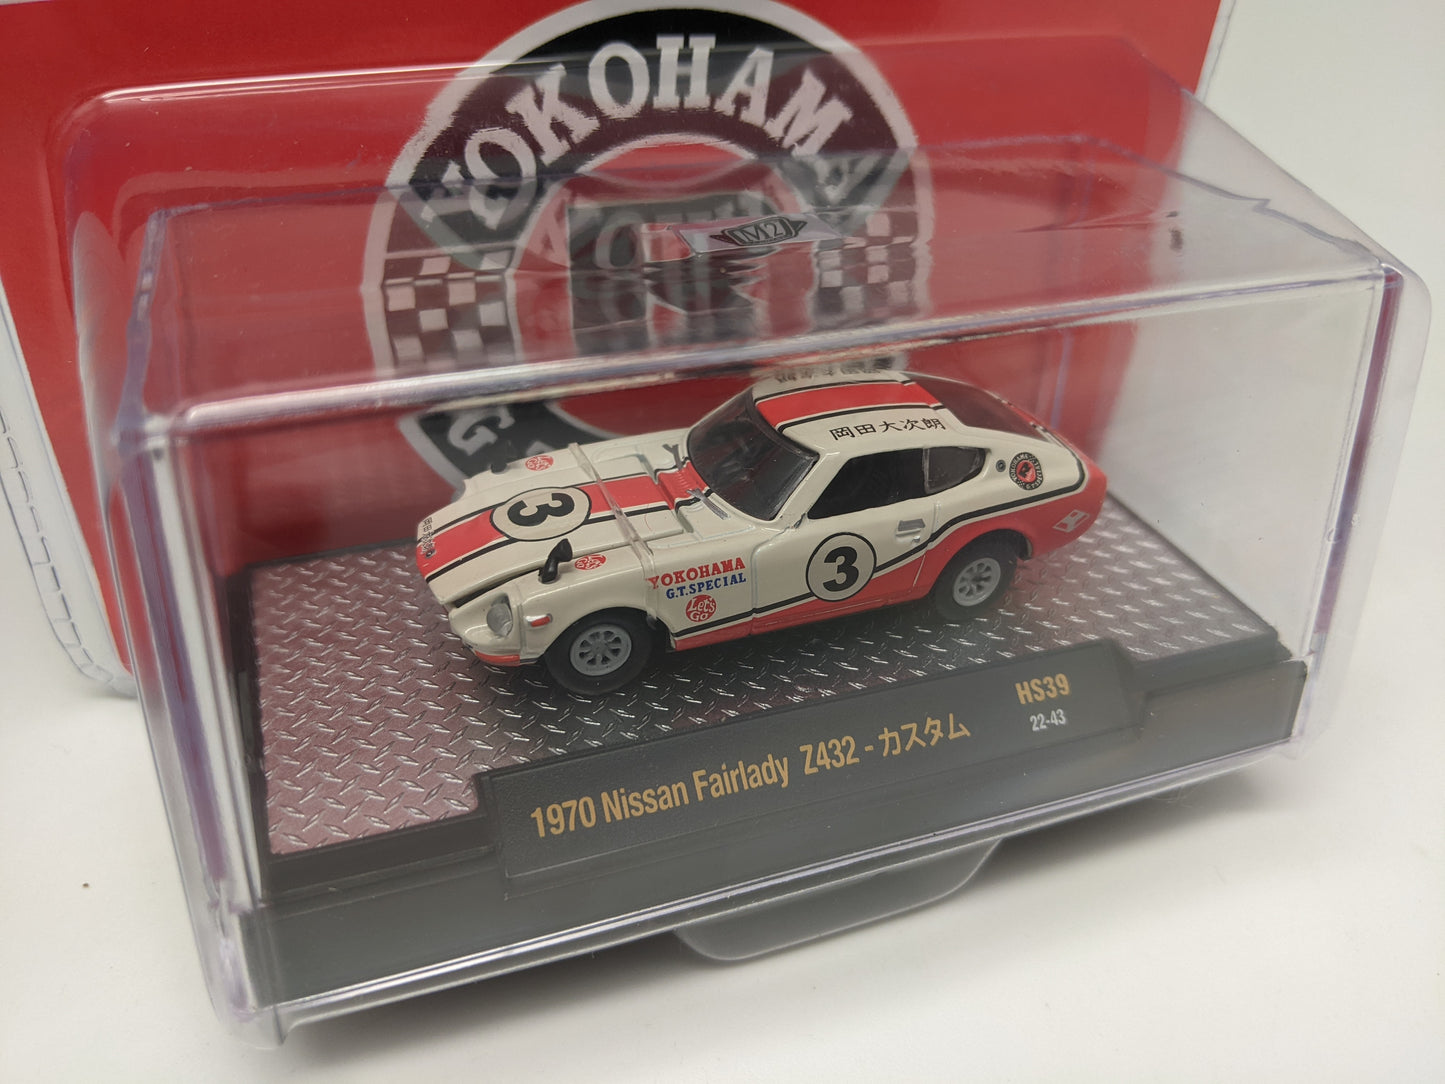 YOKOHAMA
M2
岡田大次朗
3
3
YOKOHAMA
G.T.SPECIAL
Let's
Go
HS39
22-43
1970 Nissan Fairlady Z432 - カスタム